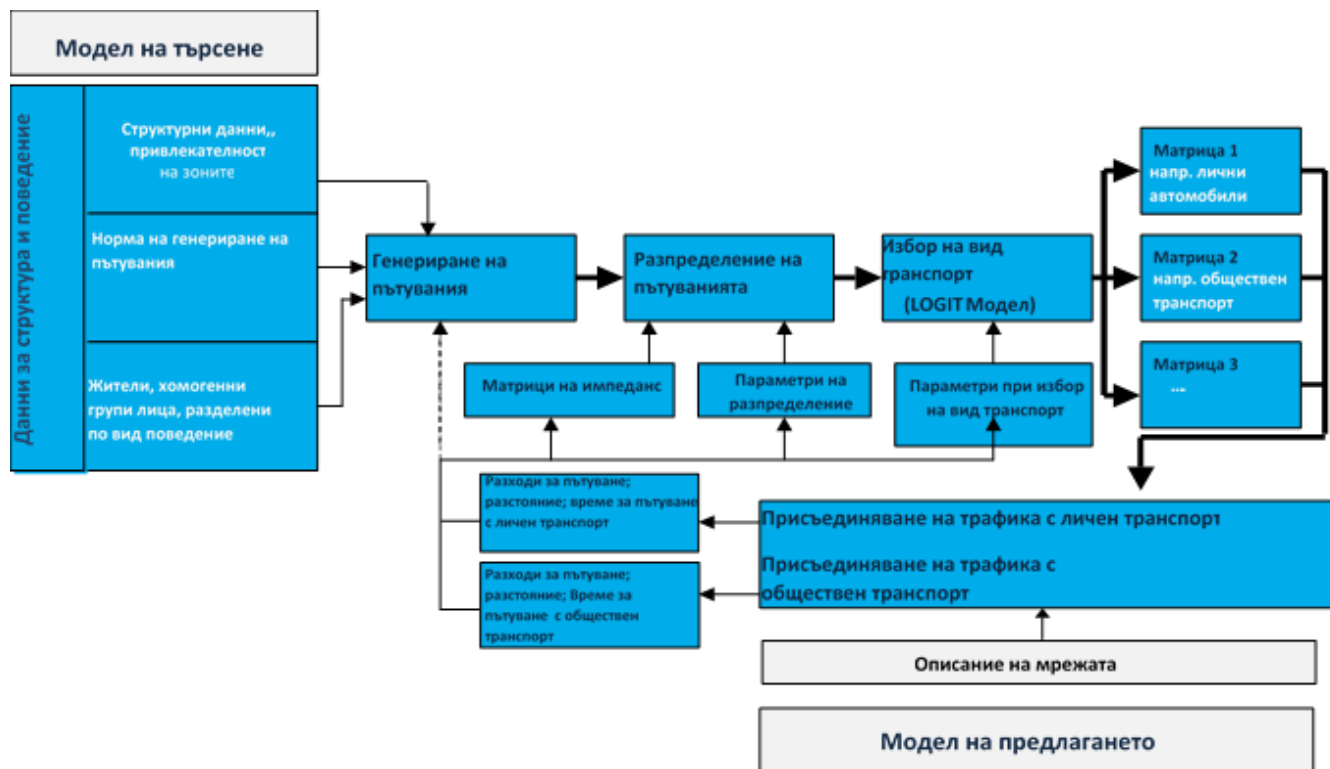 Модел на търсене
Данни за структура и поведение
Структурни данни,,
привлекателност
на зоните
Норма на генериране на
пътувания
Жители, хомогенни
групи лица, разделени
по вид поведение
Генериране на
пътувания
Разпределение на
пътуванията
Избор на вид
транспорт
(LOGIT Модел)
Матрица 1
напр. лични
автомобили
Матрица 2
напр. обществен
транспорт
Матрица 3
...
Матрици на импеданс
Параметри на
разпределение
Параметри при избор
на вид транспорт
Разходи за пътуване;
разстояние; време за пътуване
с личен транспорт
Разходи за пътуване;
разстояние; Време за
пътуване с обществен
транспорт
Присъединяване на трафика с личен транспорт
Присъединяване на трафика с
обществен транспорт
Описание на мрежата
Модел на предлагането